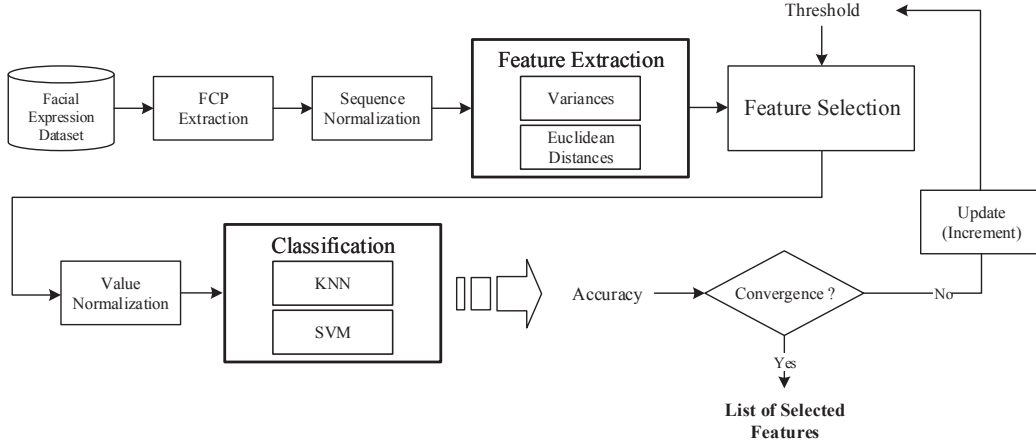 Threshold
Facial
Expression
Dataset
FCP
Extraction
Sequence
Normalization
Feature Extraction
Variances
Euclidean
Distances
Feature Selection
Update
(Increment)
Value
Normalization
Classification
KNN
SVM
Accuracy
Convergence ?
No
Yes
List of Selected
Features